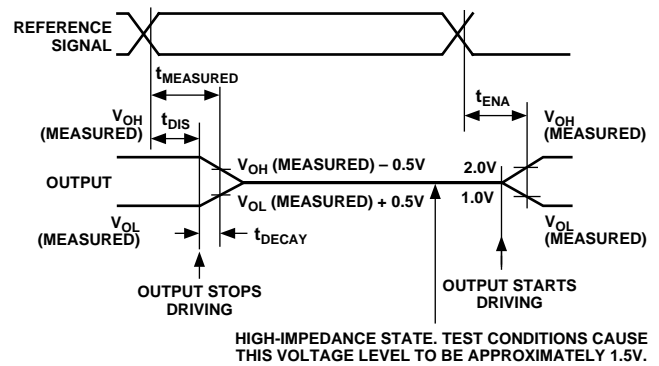 REFERENCE
SIGNAL
tMEASURED
tDIS
tENA
VOH
(MEASURED)
VOH
(MEASURED)
VOH (MEASURED) – 0.5V
2.0V
OUTPUT
VOL (MEASURED) + 0.5V
1.0V
VOL
(MEASURED)
tDECAY
VOL
(MEASURED)
OUTPUT STOPS
DRIVING
OUTPUT STARTS
DRIVING
HIGH-IMPEDANCE STATE. TEST CONDITIONS CAUSE
THIS VOLTAGE LEVEL TO BE APPROXIMATELY 1.5V.